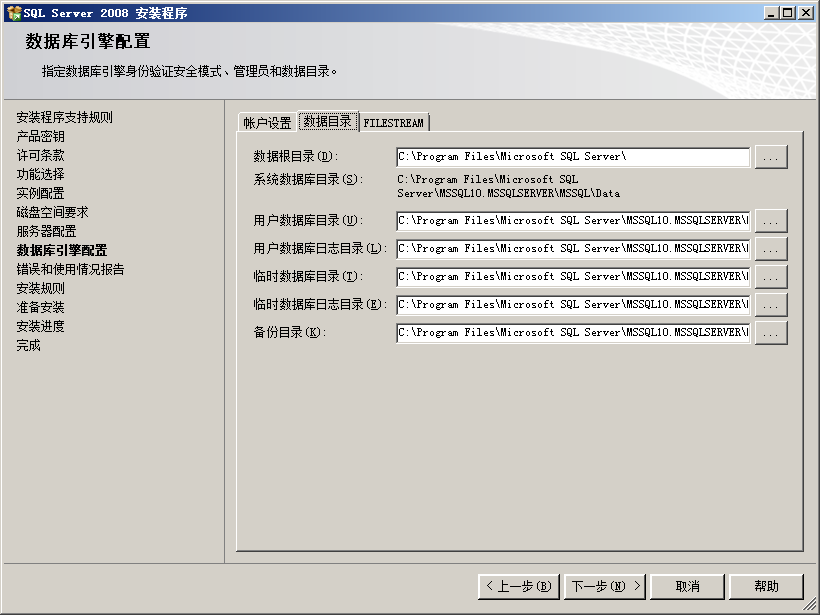 SQL Server 2008 安装程序
数据库引擎配置
指定数据库引擎身份验证安全模式、管理员和数据目录。
安装程序支持规则
产品密钥
许可条款
功能选择
实例配置
磁盘空间要求
服务器配置
数据库引擎配置
错误和使用情况报告
安装规则
准备安装
安装进度
完成
帐户设置 数据目录 FILESTREAM
数据根目录(D): C:\Program Files\Microsoft SQL Server\ ...
系统数据库目录(S): C:\Program Files\Microsoft SQL
Server\MSSQL10.MSSQLSERVER\MSSQL\Data
用户数据库目录(U): C:\Program Files\Microsoft SQL Server\MSSQL10.MSSQLSERVER\ ...
用户数据库日志目录(L): C:\Program Files\Microsoft SQL Server\MSSQL10.MSSQLSERVER\ ...
临时数据库目录(T): C:\Program Files\Microsoft SQL Server\MSSQL10.MSSQLSERVER\ ...
临时数据库日志目录(E): C:\Program Files\Microsoft SQL Server\MSSQL10.MSSQLSERVER\ ...
备份目录(K): C:\Program Files\Microsoft SQL Server\MSSQL10.MSSQLSERVER\ ...
< 上一步(B) 下一步(N) > 取消 帮助